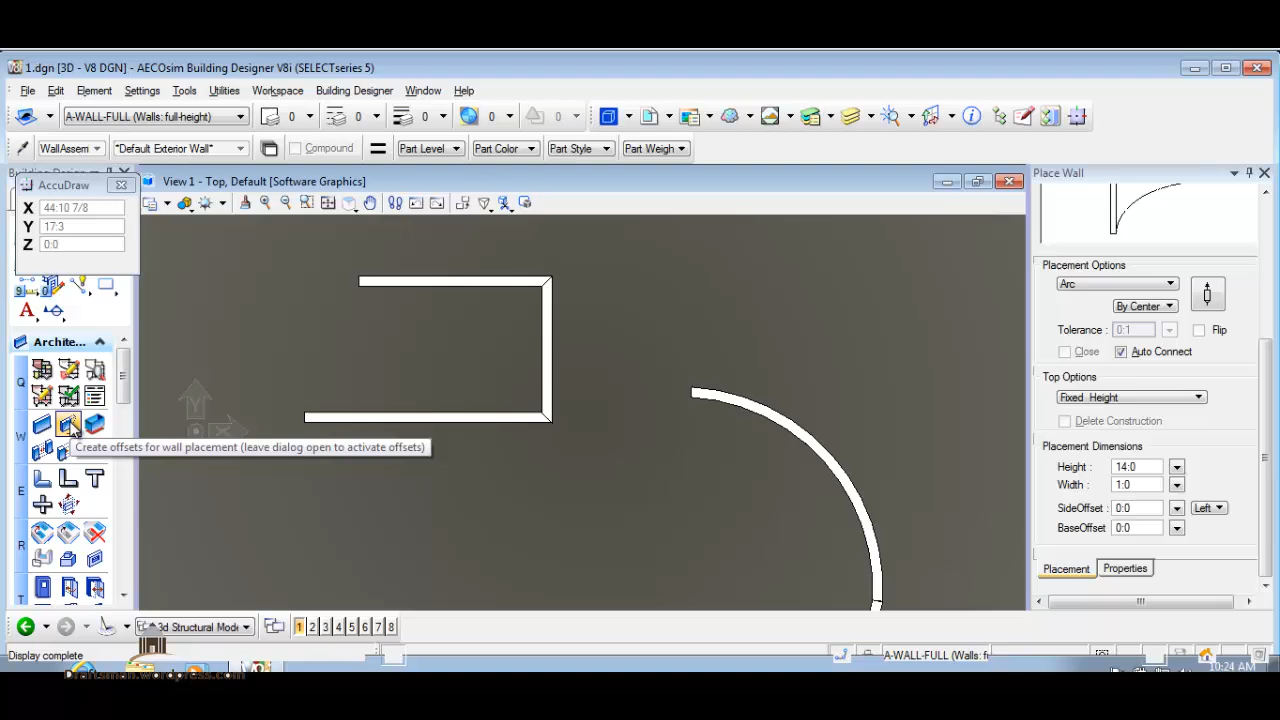 1.dgn [3D - V8 DGN] - AECOsim Building Designer V8i (SELECTseries 5)
File Edit Element Settings Tools Utilities Workspace Building Designer Window Help
A-WALL-FULL (Walls: full-height) 0 0 0 0 0
WallAssem *Default Exterior Wall* Compound Part Level Part Color Part Style Part Weigh
AccuDraw
X 44:10 7/8
Y 17:3
Z 0:0
View 1 - Top, Default [Software Graphics]
Place Wall
Placement Options
Arc
By Center
Tolerance : 0:1 Flip
Close Auto Connect
Top Options
Fixed Height
Delete Construction
Placement Dimensions
Height : 14:0
Width : 1:0
SideOffset : 0:0 Left
BaseOffset 0:0
Placement Properties
A
Archite...
Q
W
E
R
T
Y
X
Create offsets for wall placement (leave dialog open to activate offsets)
3d Structural Mode 1 2 3 4 5 6 7 8
Display complete
A-WALL-FULL (Walls: fu
10:24 AM
Draftsman.wordpress.com